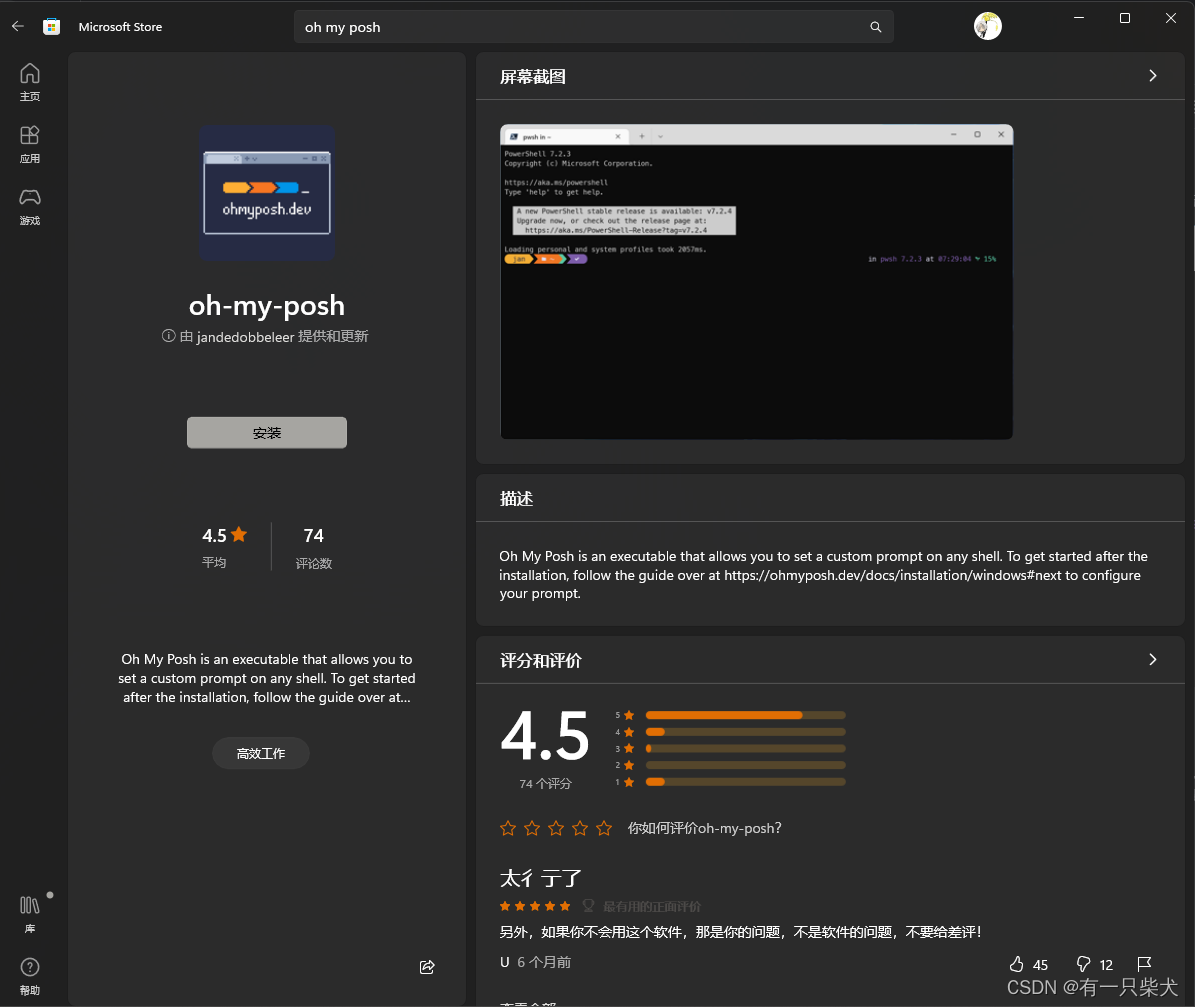 Microsoft Store
oh my posh
主页
应用
游戏
库
帮助
ohmyposh.dev
oh-my-posh
由 jandedobbeleer 提供和更新
安装
4.5
平均
74
评论数
Oh My Posh is an executable that allows you to
set a custom prompt on any shell. To get started
after the installation, follow the guide over at...
高效工作
屏幕截图
pwsh in ~
PowerShell 7.2.3
Copyright (c) Microsoft Corporation.
https://aka.ms/powershell
Type 'help' to get help.
A new PowerShell stable release is available: v7.2.4
Upgrade now, or check out the release page at:
https://aka.ms/PowerShell-Release?tag=v7.2.4
Loading personal and system profiles took 2057ms.
jan ~
in pwsh 7.2.3 at 07:29:04 15%
描述
Oh My Posh is an executable that allows you to set a custom prompt on any shell. To get started after the
installation, follow the guide over at https://ohmyposh.dev/docs/installation/windows#next to configure
your prompt.
评分和评价
4.5
74 个评分
5
4
3
2
1
你如何评价oh-my-posh?
太彳亍了
最有用的正面评价
另外，如果你不会用这个软件，那是你的问题，不是软件的问题，不要给差评！
U 6 个月前
45 12
CSDN @有一只柴犬